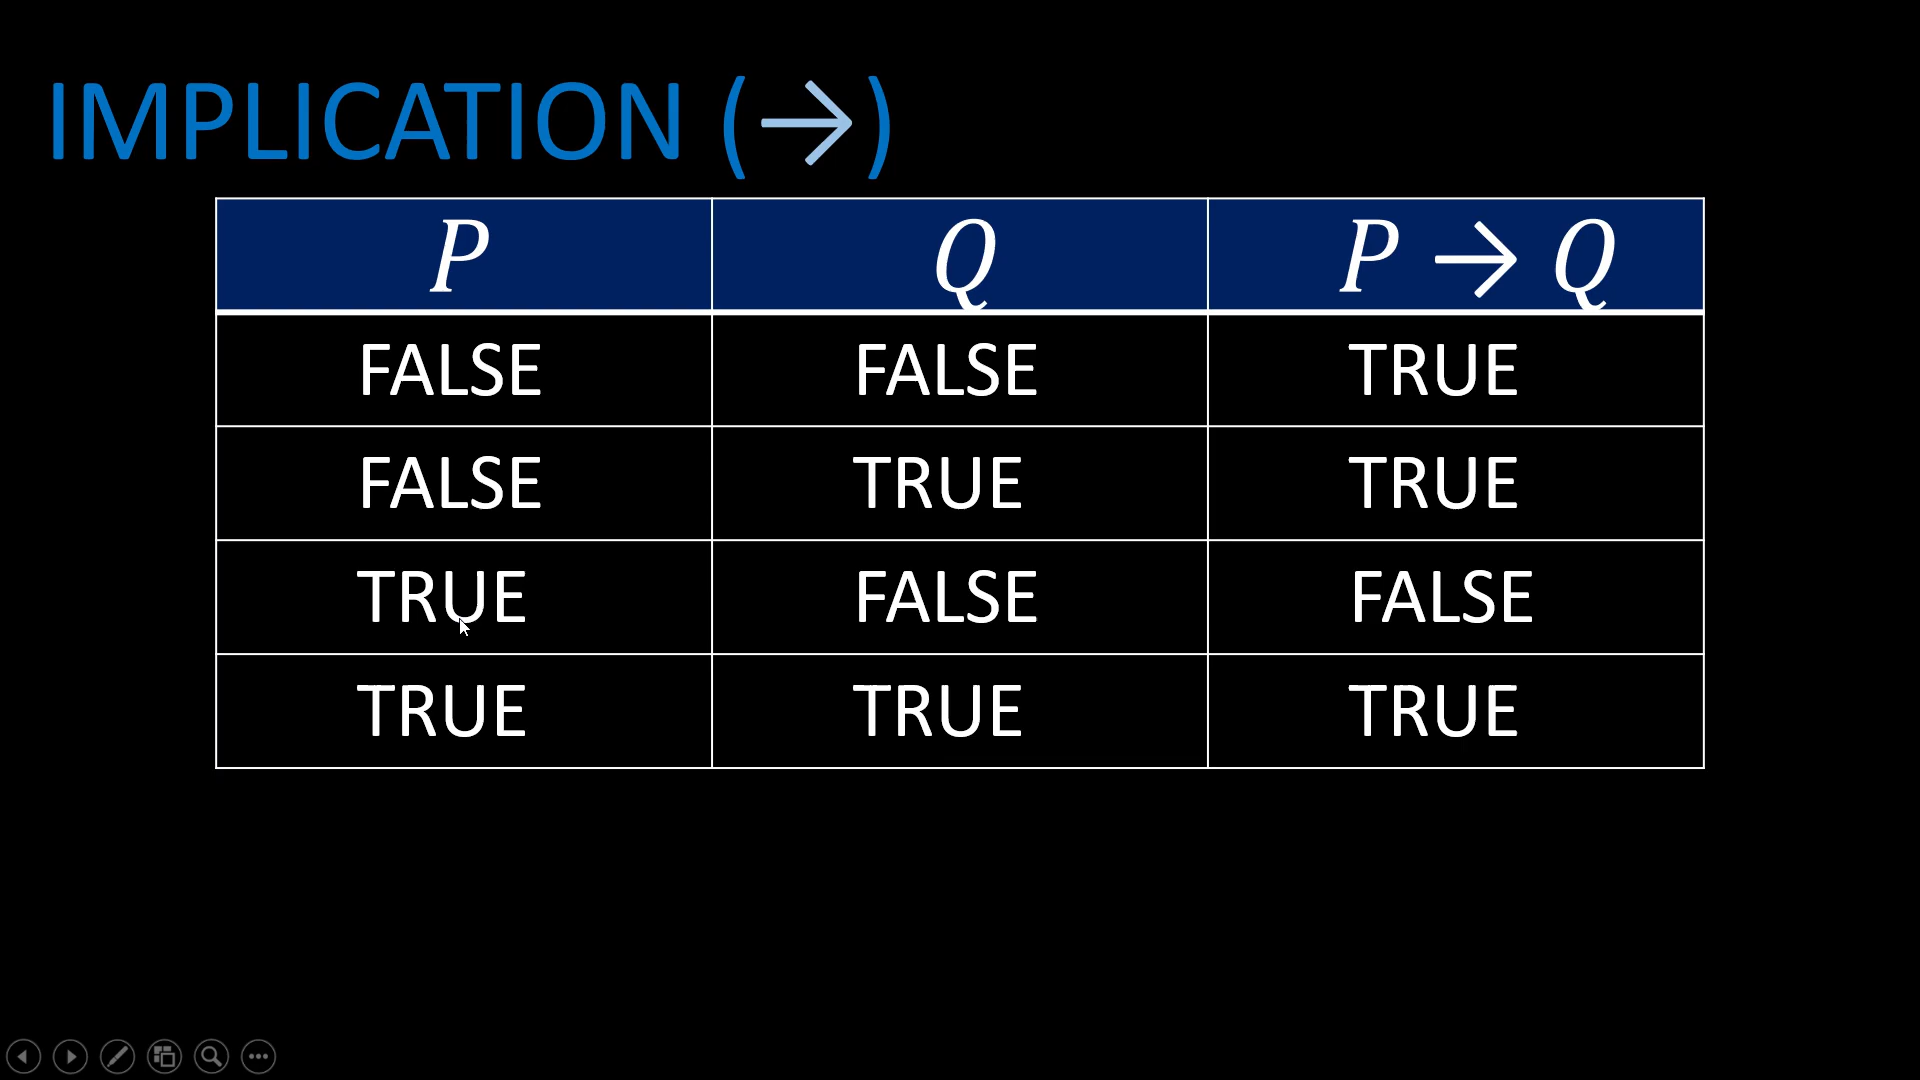 IMPLICATION (→)
P Q P → Q
FALSE FALSE TRUE
FALSE TRUE TRUE
TRUE FALSE FALSE
TRUE TRUE TRUE